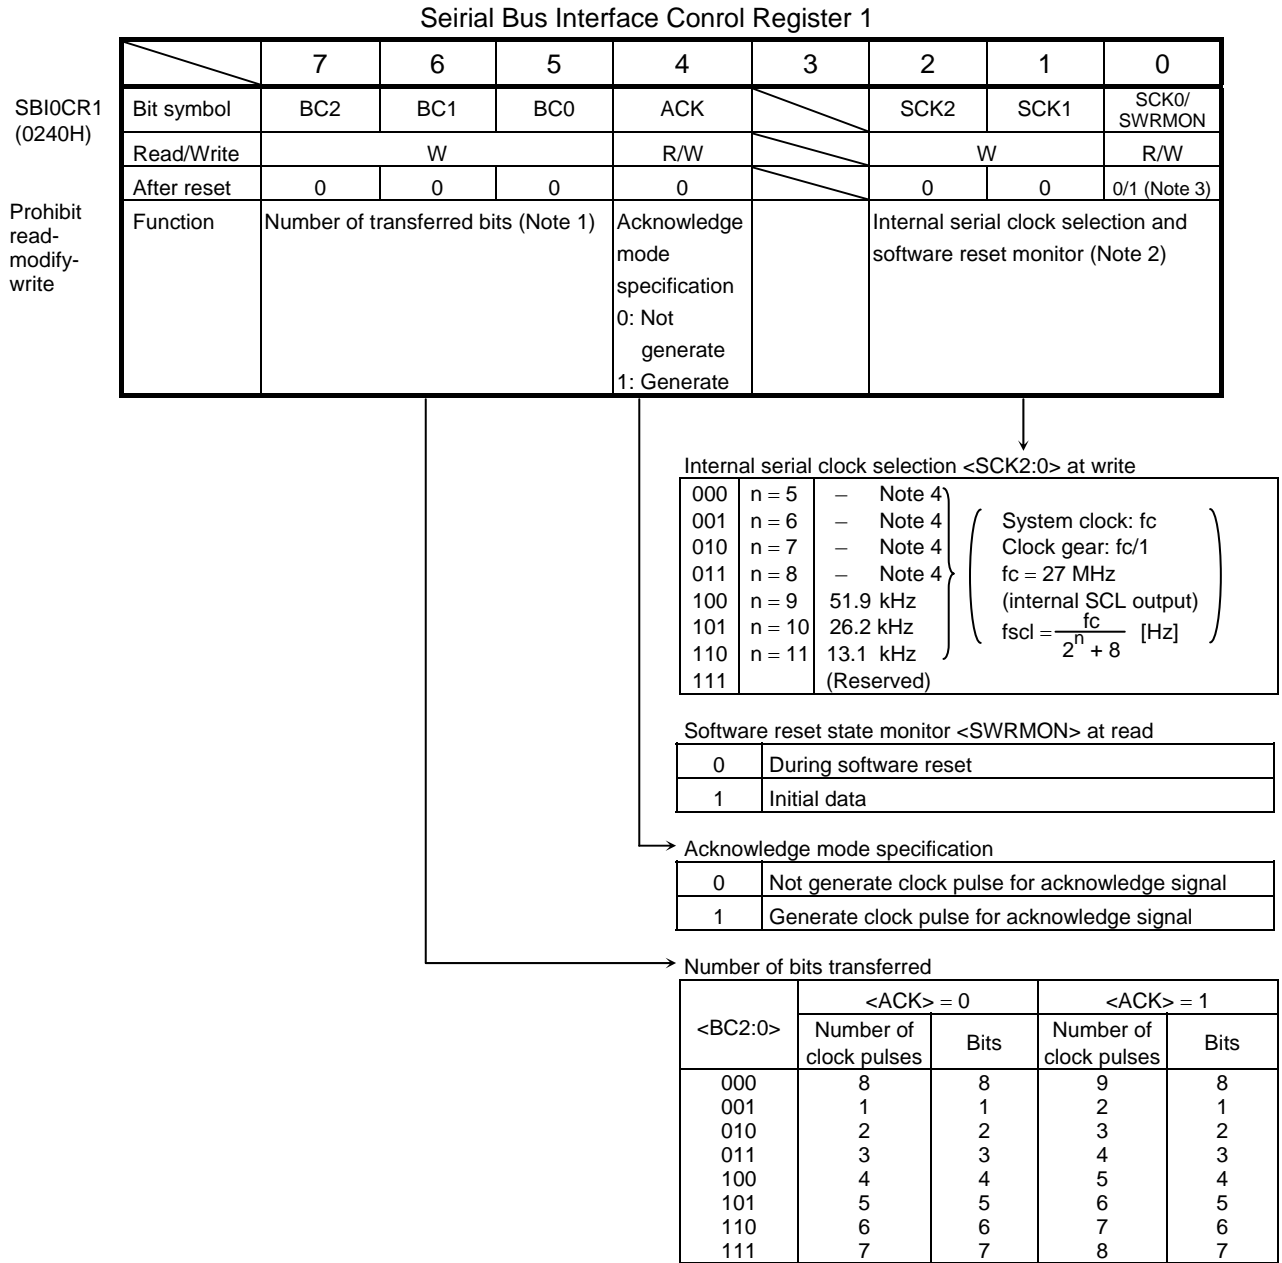 Seirial Bus Interface Conrol Register 1
7 6 5 4 3 2 1 0
SBI0CR1
(0240H)
Bit symbol BC2 BC1 BC0 ACK SCK2 SCK1 SCK0/
SWRMON
Read/Write W R/W W R/W
After reset 0 0 0 0 0 0 0/1 (Note 3)
Prohibit
read-
modify-
write
Function Number of transferred bits (Note 1) Acknowledge
mode
specification
0: Not
generate
1: Generate
Internal serial clock selection and
software reset monitor (Note 2)
Internal serial clock selection <SCK2:0> at write
000 n = 5 − Note 4
001 n = 6 − Note 4
010 n = 7 − Note 4
011 n = 8 − Note 4
100 n = 9 51.9 kHz
101 n = 10 26.2 kHz
110 n = 11 13.1 kHz
111 (Reserved)
System clock: fc
Clock gear: fc/1
fc = 27 MHz
(internal SCL output)
fscl = fc / 2^n + 8 [Hz]
Software reset state monitor <SWRMON> at read
0 During software reset
1 Initial data
Acknowledge mode specification
0 Not generate clock pulse for acknowledge signal
1 Generate clock pulse for acknowledge signal
Number of bits transferred
<BC2:0> <ACK> = 0 <ACK> = 1
Number of
clock pulses Bits Number of
clock pulses Bits
000 8 8 9 8
001 1 1 2 1
010 2 2 3 2
011 3 3 4 3
100 4 4 5 4
101 5 5 6 5
110 6 6 7 6
111 7 7 8 7